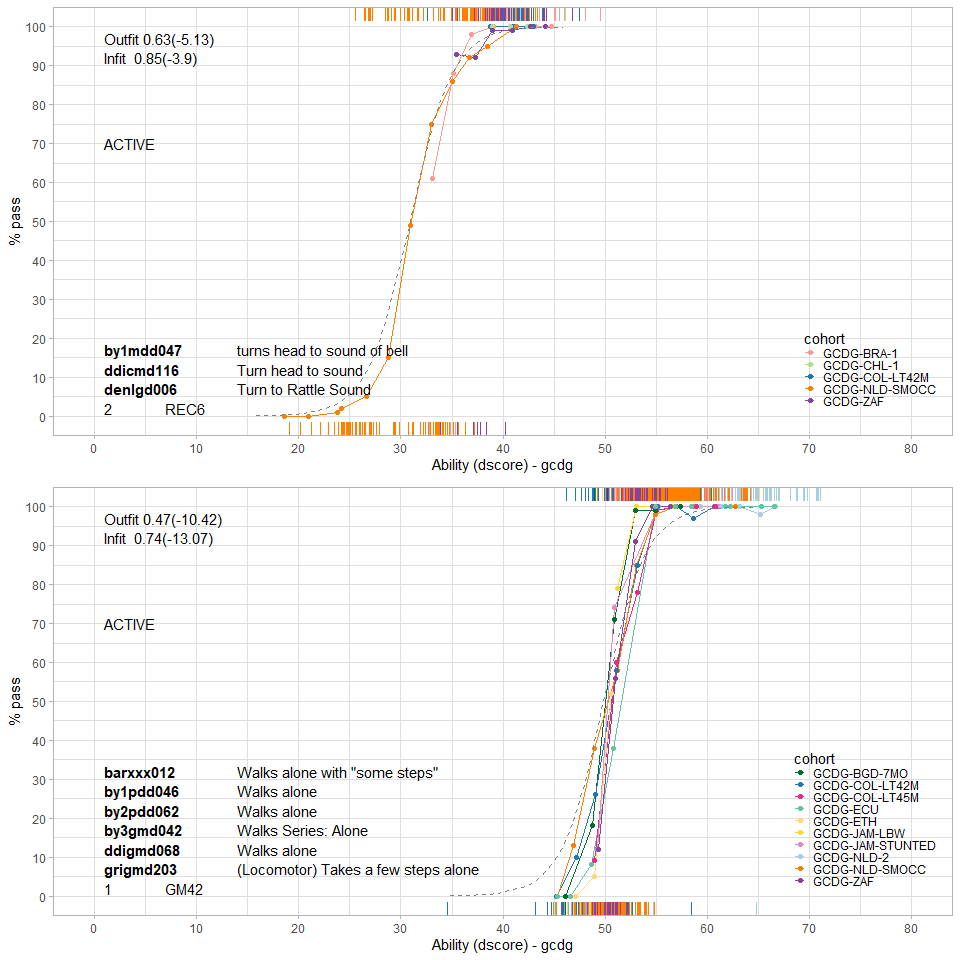 100
90
80
70
60
50
40
30
20
10
0
% pass
Outfit 0.63(-5.13)
Infit  0.85(-3.9)
ACTIVE
by1mdd047 turns head to sound of bell
ddicmd116 Turn head to sound
denlgd006 Turn to Rattle Sound
2 REC6
cohort
GCDG-BRA-1
GCDG-CHL-1
GCDG-COL-LT42M
GCDG-NLD-SMOCC
GCDG-ZAF
0 10 20 30 40 50 60 70 80
Ability (dscore) - gcdg
100
90
80
70
60
50
40
30
20
10
0
% pass
Outfit 0.47(-10.42)
Infit  0.74(-13.07)
ACTIVE
barxxx012 Walks alone with "some steps"
by1pdd046 Walks alone
by2pdd062 Walks alone
by3gmd042 Walks Series: Alone
ddigmd068 Walks alone
grigmd203 (Locomotor) Takes a few steps alone
1 GM42
cohort
GCDG-BGD-7MO
GCDG-COL-LT42M
GCDG-COL-LT45M
GCDG-ECU
GCDG-ETH
GCDG-JAM-LBW
GCDG-JAM-STUNTED
GCDG-NLD-2
GCDG-NLD-SMOCC
GCDG-ZAF
0 10 20 30 40 50 60 70 80
Ability (dscore) - gcdg